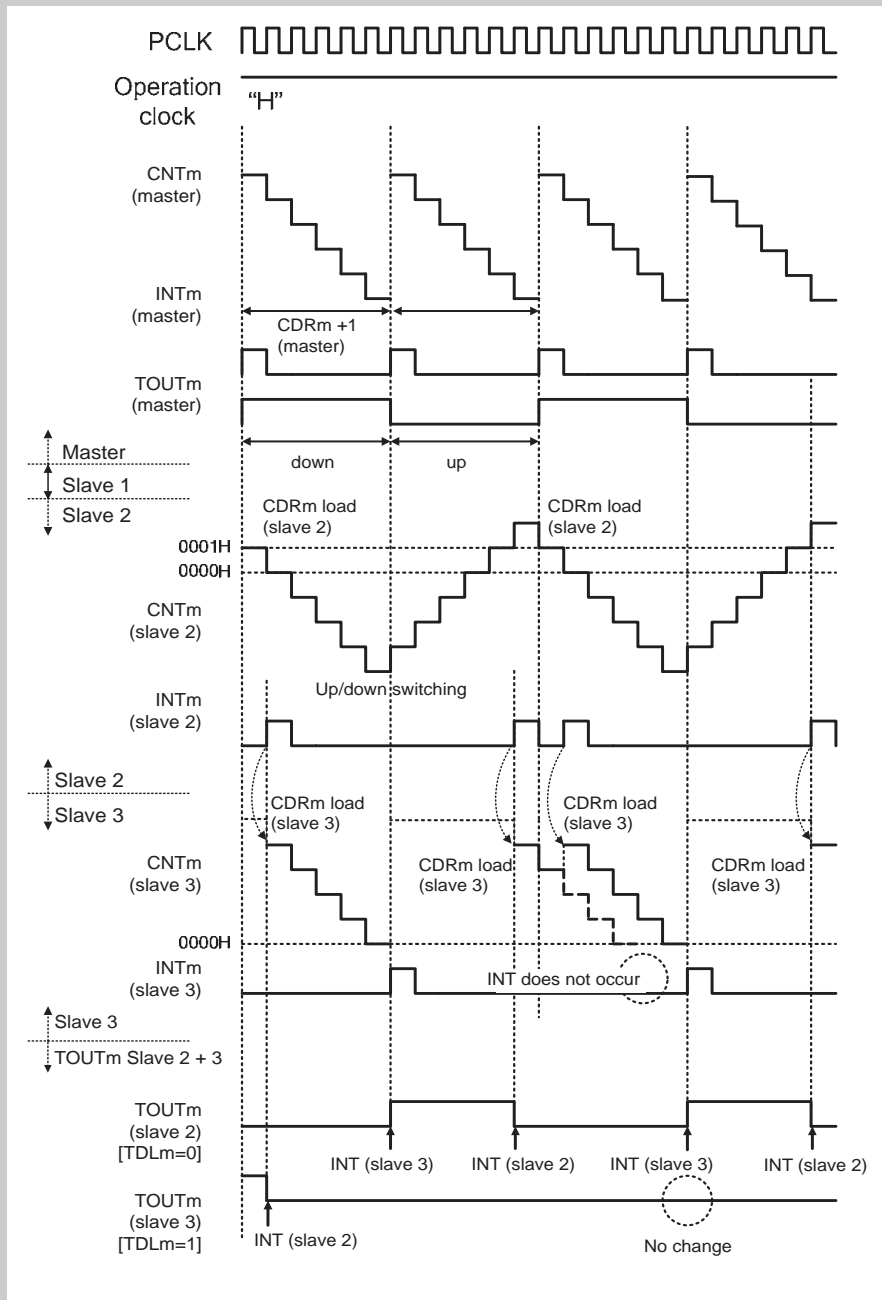 PCLK
Operation
clock
“H”
CNTm
(master)
INTm
(master)
CDRm +1
(master)
TOUTm
(master)
Master
down
up
Slave 1
Slave 2
CDRm load
(slave 2)
CDRm load
(slave 2)
0001H
0000H
CNTm
(slave 2)
Up/down switching
INTm
(slave 2)
Slave 2
Slave 3
CDRm load
(slave 3)
CDRm load
(slave 3)
CNTm
(slave 3)
CDRm load
(slave 3)
CDRm load
(slave 3)
0000H
INTm
(slave 3)
INT does not occur
Slave 3
TOUTm Slave 2 + 3
TOUTm
(slave 2)
[TDLm=0]
INT (slave 3)
INT (slave 2)
INT (slave 3)
INT (slave 2)
TOUTm
(slave 3)
[TDLm=1]
INT (slave 2)
No change